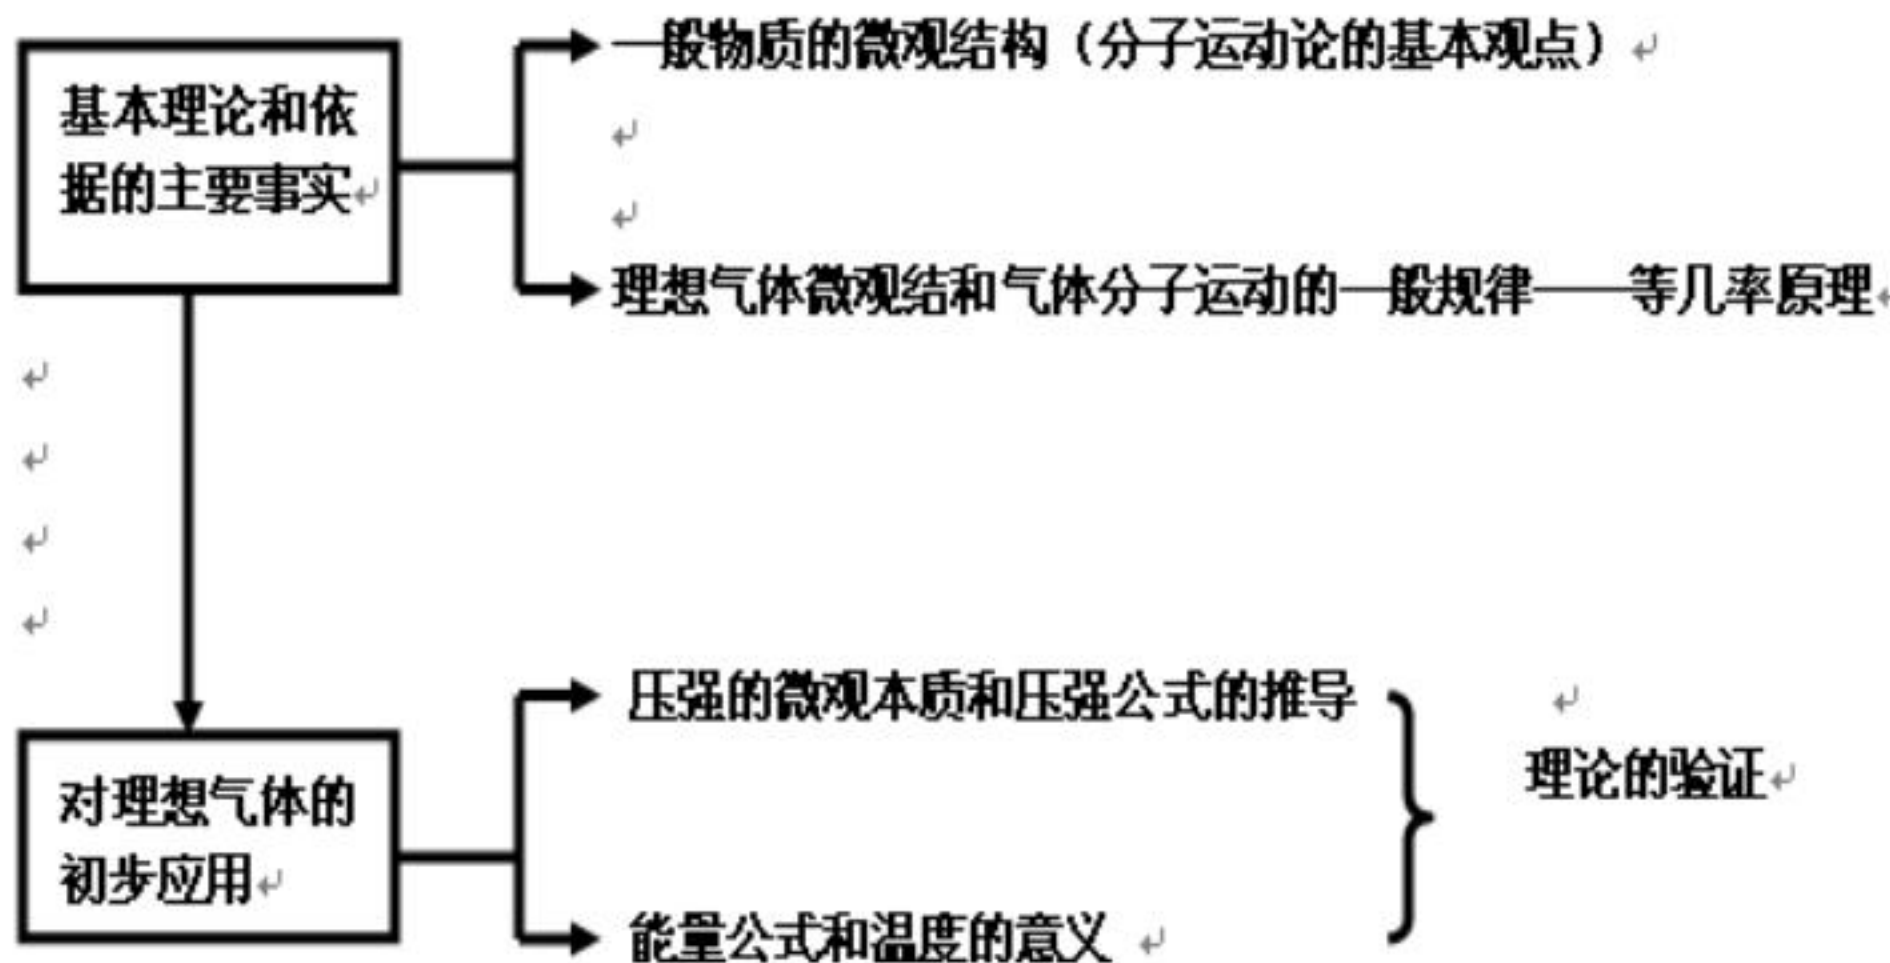 一般物质的微观结构（分子运动论的基本观点）
基本理论和依
据的主要事实
理想气体微观结和气体分子运动的一般规律——等几率原理
压强的微观本质和压强公式的推导
理论的验证
对理想气体的
初步应用
能量公式和温度的意义